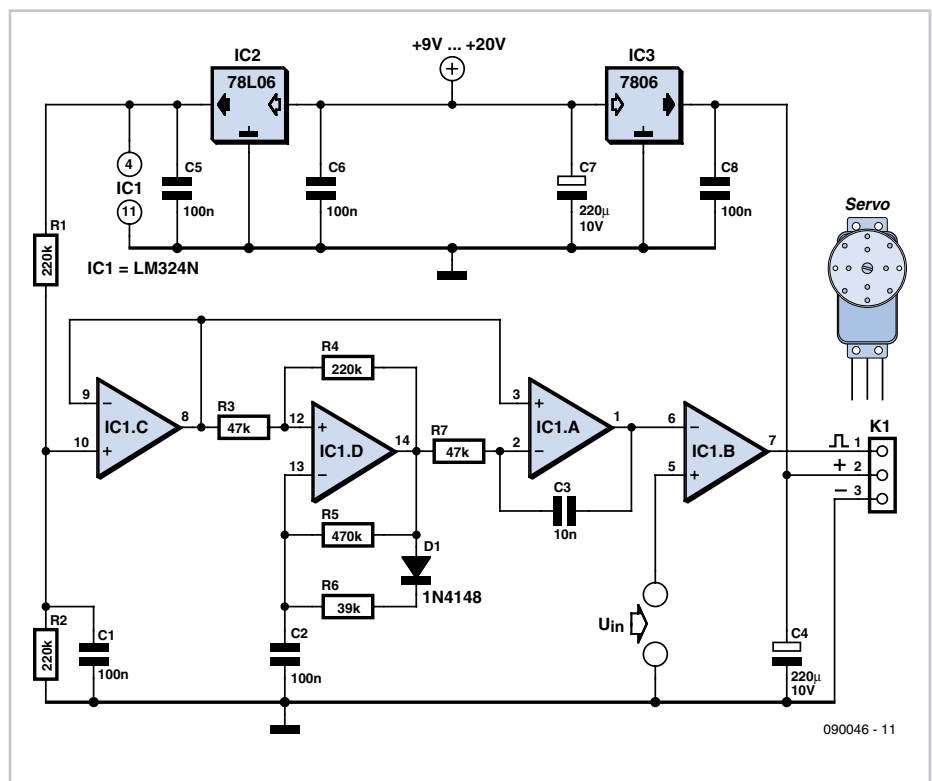 +9V ... +20V
IC2
78L06
IC3
7806
4
IC1
11
C5
100n
C6
100n
C7
220µ
10V
C8
100n
R1
220k
IC1 = LM324N
Servo
R4
220k
9
–
10
+
IC1.C
8
R3
47k
12
+
13
–
IC1.D
14
R7
47k
3
+
2
–
IC1.A
1
6
–
5
+
IC1.B
7
K1
1
+ 2
– 3
C3
10n
R5
470k
D1
1N4148
R6
39k
R2
220k
C1
100n
C2
100n
Uin
C4
220µ
10V
090046 - 11